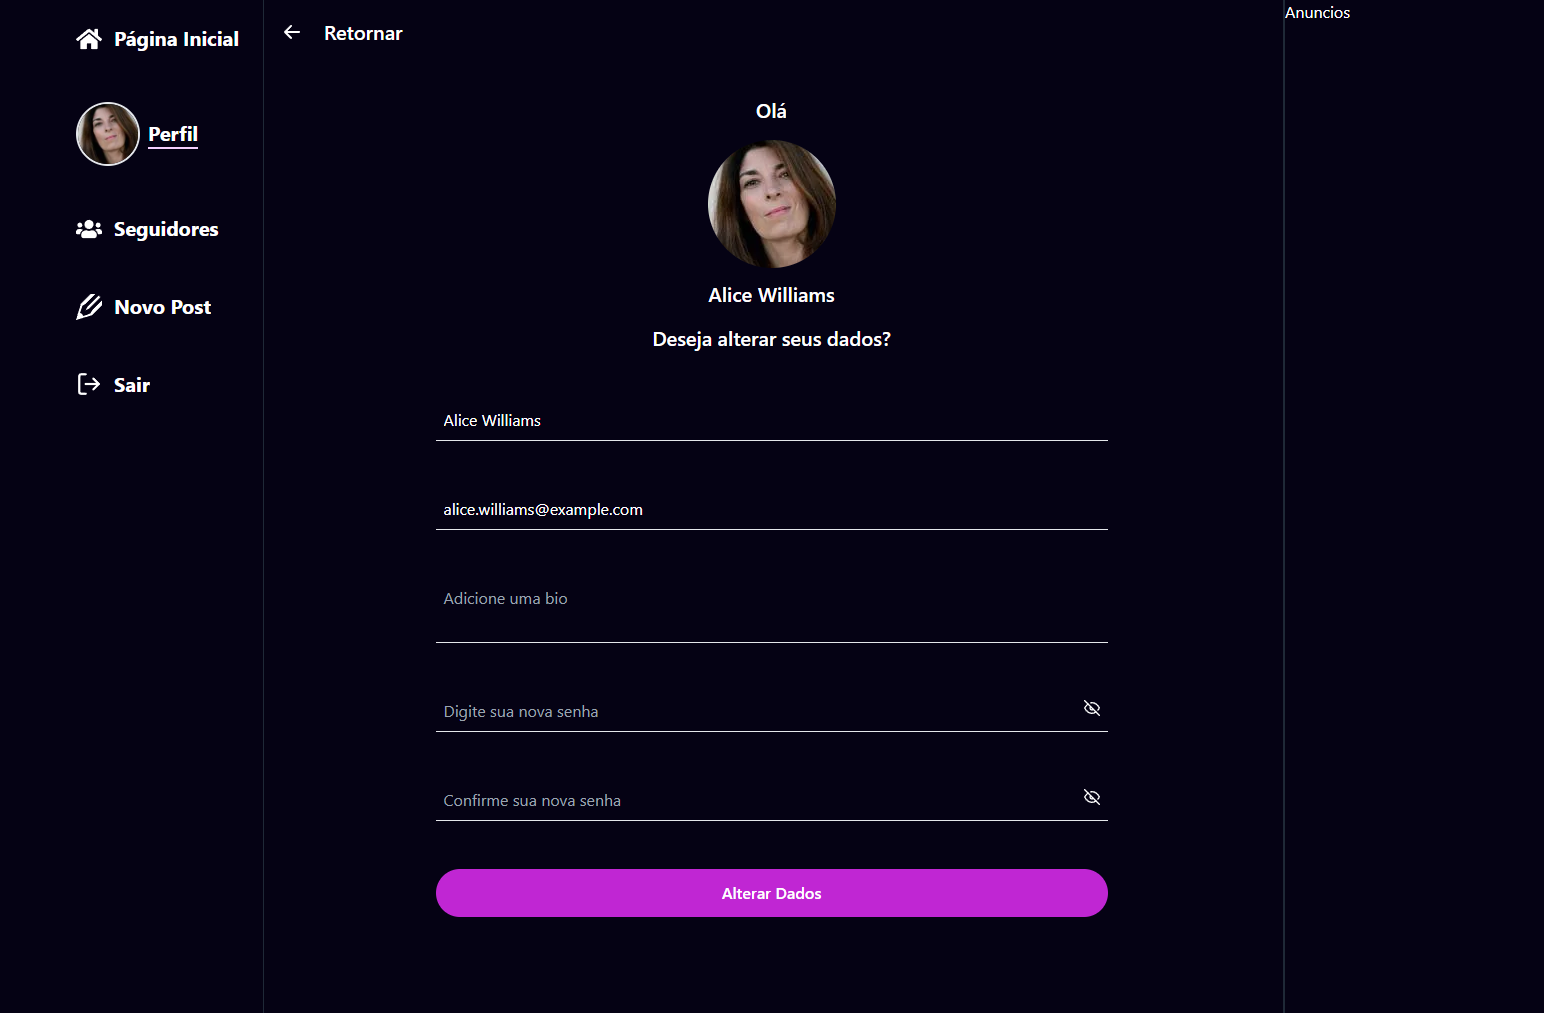 Página Inicial
Perfil
Seguidores
Novo Post
Sair
Retornar
Olá
Alice Williams
Deseja alterar seus dados?
Alice Williams
alice.williams@example.com
Adicione uma bio
Digite sua nova senha
Confirme sua nova senha
Alterar Dados
Anuncios